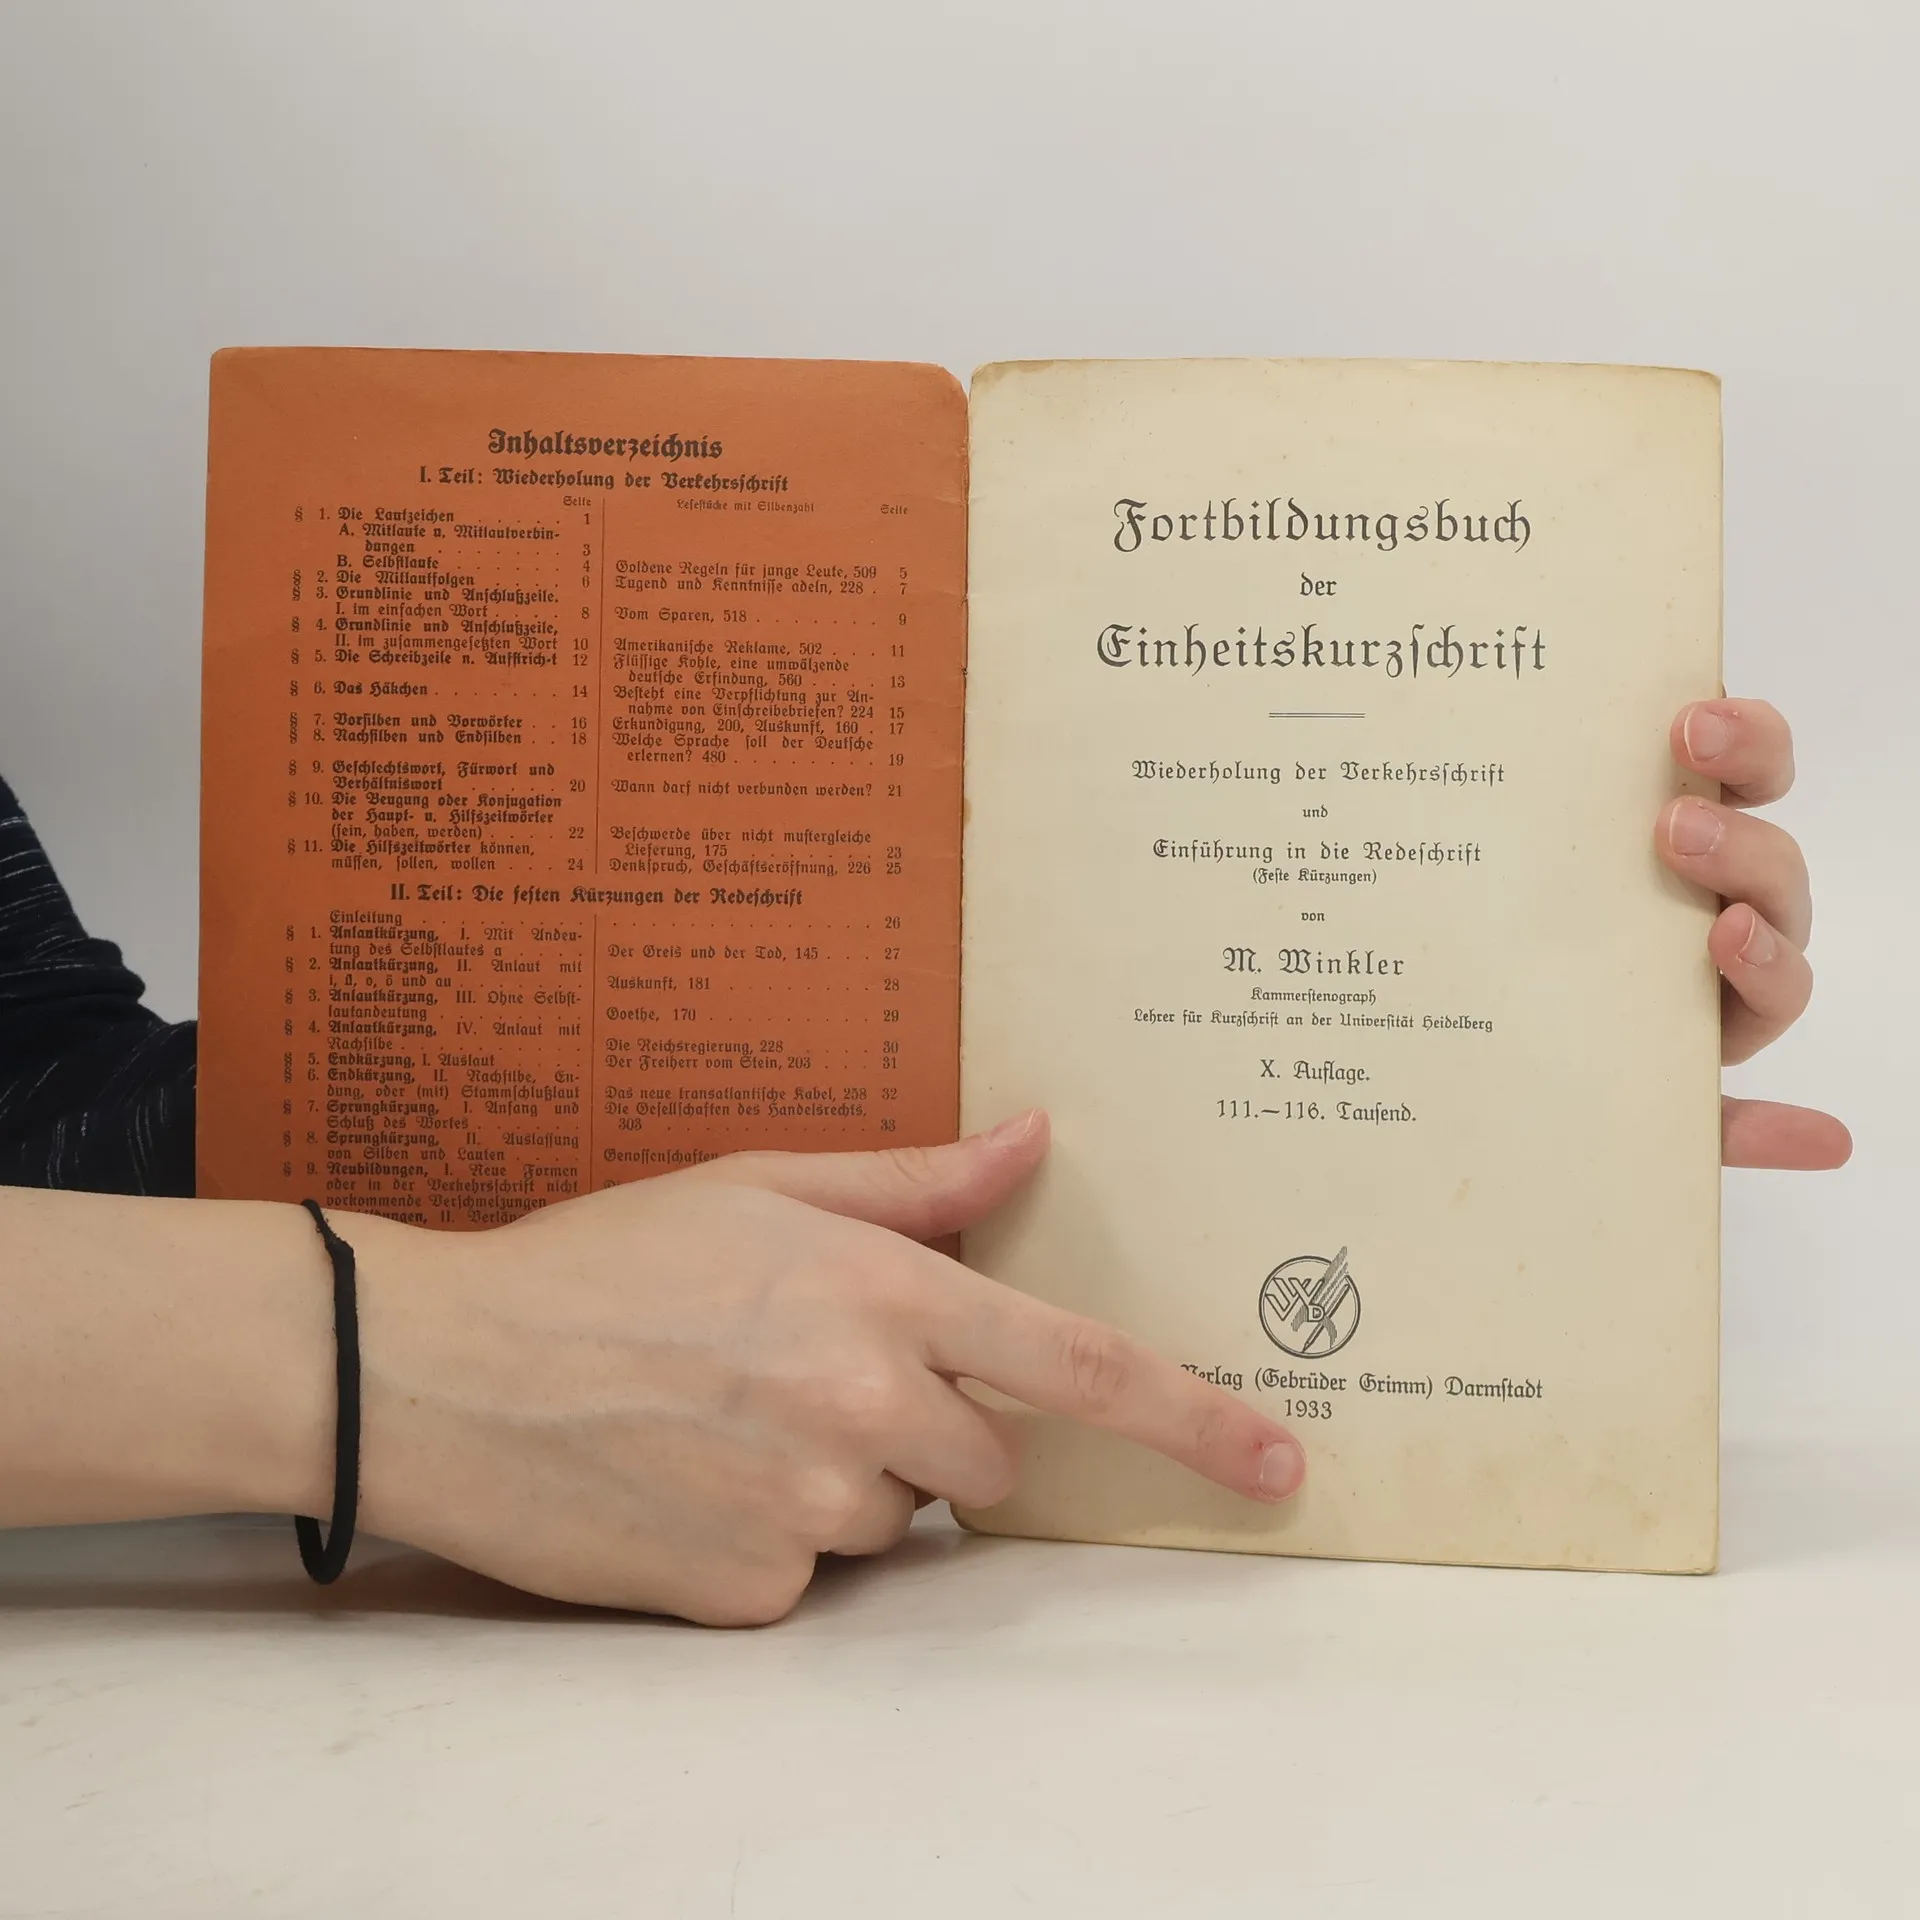 Inhaltsverzeichnis
I. Teil: Wiederholung der Verkehrsschrift
Seite
§ 1. Die Lautzeichen . . . . . 1
A. Mitlaute u. Mitlautverbin-
dungen . . . . . . . 3
B. Selbstlaute . . . . . . 4
§ 2. Die Mitlautfolgen . . . . 6
§ 3. Grundlinie und Anschlußzeile.
I. im einfachen Wort . . . . 8
§ 4. Grundlinie und Anschlußzeile,
II. im zusammengesetzten Wort 10
§ 5. Die Schreibzeile n. Aufstrich-t 12
§ 6. Das Häkchen . . . . . . . 14
§ 7. Vorsilben und Vorwörter . . 16
§ 8. Nachsilben und Endsilben . . 18
§ 9. Geschlechtswort, Fürwort und
Verhältniswort . . . . . 20
§ 10. Die Beugung oder Konjugation
der Haupt- u. Hilfszeitwörter
(sein, haben, werden) . . . . 22
§ 11. Die Hilfszeitwörter können,
müssen, sollen, wollen . . . 24
Lesestücke mit Silbenzahl Seite
Goldene Regeln für junge Leute, 509 5
Tugend und Kenntnisse adeln, 228 . 7
Vom Sparen, 518 . . . . . . . 9
Amerikanische Reklame, 502 . . . 11
Flüssige Kohle, eine umwälzende
deutsche Erfindung, 560 . . . . 13
Besteht eine Verpflichtung zur An-
nahme von Einschreibebriefen? 224 15
Erkundigung, 200, Auskunft, 160 . 17
Welche Sprache soll der Deutsche
erlernen? 480 . . . . . . . . 19
Wann darf nicht verbunden werden? 21
Beschwerde über nicht mustergleiche
Lieferung, 175 . . . . . . . 23
Denkspruch, Geschäftseröffnung, 226 25
II. Teil: Die festen Kürzungen der Redeschrift
Einleitung . . . . . . . . . 26
§ 1. Anlautkürzung, I. Mit Andeu-
tung des Selbstlautes a . . . .
§ 2. Anlautkürzung, II. Anlaut mit
i, ü, o, ö und au . . . . . . .
§ 3. Anlautkürzung, III. Ohne Selbst-
lautandeutung . . . . . . . .
§ 4. Anlautkürzung, IV. Anlaut mit
Nachsilbe . . . . . . . . . .
§ 5. Endkürzung, I. Auslaut . . . .
§ 6. Endkürzung, II. Nachsilbe, En-
dung, oder (mit) Stammschlußlaut
§ 7. Sprungkürzung, I. Anfang und
Schluß des Wortes . . . . . .
§ 8. Sprungkürzung, II. Auslassung
von Silben und Lauten . . . .
§ 9. Neubildungen, I. Neue Formen
oder in der Verkehrsschrift nicht
vorkommende Verschmelzungen
Der Greis und der Tod, 145 . . . 27
Auskunft, 181 . . . . . . . . 28
Goethe, 170 . . . . . . . . . 29
Die Reichsregierung, 228 . . . . 30
Der Freiherr vom Stein, 203 . . . 31
Das neue transatlantische Kabel, 258 32
Die Gesellschaften des Handelsrechts,
303 . . . . . . . . . . . 33
Genossenschaften
Fortbildungsbuch
der
Einheitskurzschrift
Wiederholung der Verkehrsschrift
und
Einführung in die Redeschrift
(Feste Kürzungen)
von
M. Winkler
Kammerstenograph
Lehrer für Kurzschrift an der Universität Heidelberg
X. Auflage.
111.—116. Tausend.
WD
Verlag (Gebrüder Grimm) Darmstadt
1933